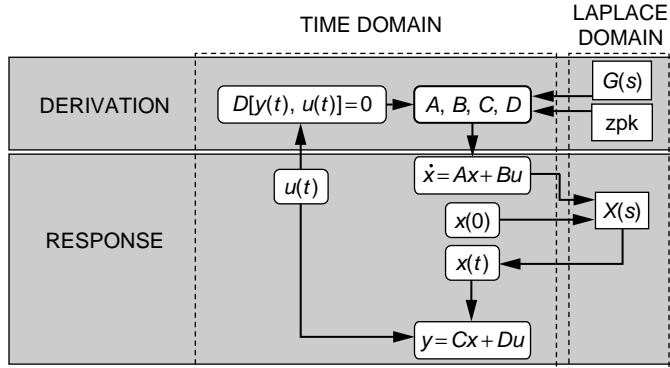 TIME DOMAIN
LAPLACE
DOMAIN
DERIVATION
D[y(t), u(t)]=0
A, B, C, D
G(s)
zpk
RESPONSE
u(t)
ẋ=Ax+Bu
x(0)
X(s)
x(t)
y=Cx+Du